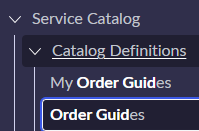 Service Catalog
Catalog Definitions
My Order Guides
Order Guides